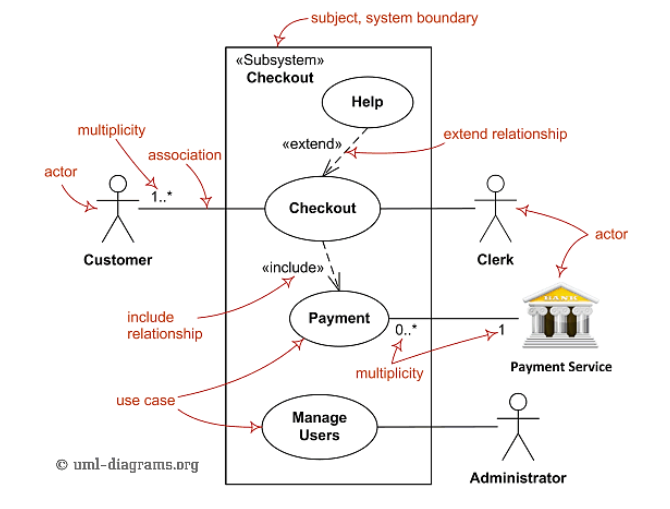 subject, system boundary
«Subsystem»
Checkout
Help
multiplicity
«extend»
extend relationship
association
actor
1..*
Checkout
actor
Customer
Clerk
«include»
BANK
include
relationship
Payment
0..*
1
multiplicity
Payment Service
use case
Manage
Users
© uml-diagrams.org
Administrator